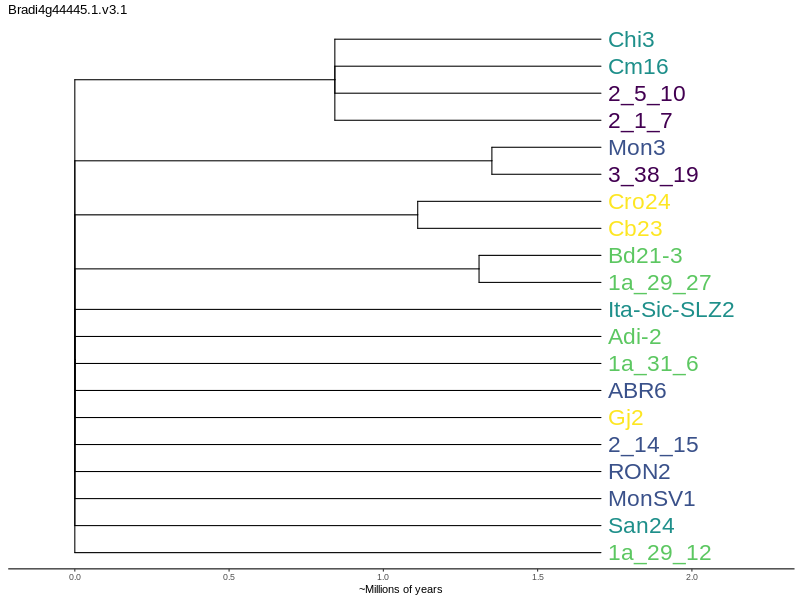 Bradi4g44445.1.v3.1
Chi3
Cm16
2_5_10
2_1_7
Mon3
3_38_19
Cro24
Cb23
Bd21-3
1a_29_27
Ita-Sic-SLZ2
Adi-2
1a_31_6
ABR6
Gj2
2_14_15
RON2
MonSV1
San24
1a_29_12
0.0 0.5 1.0 1.5 2.0
~Millions of years